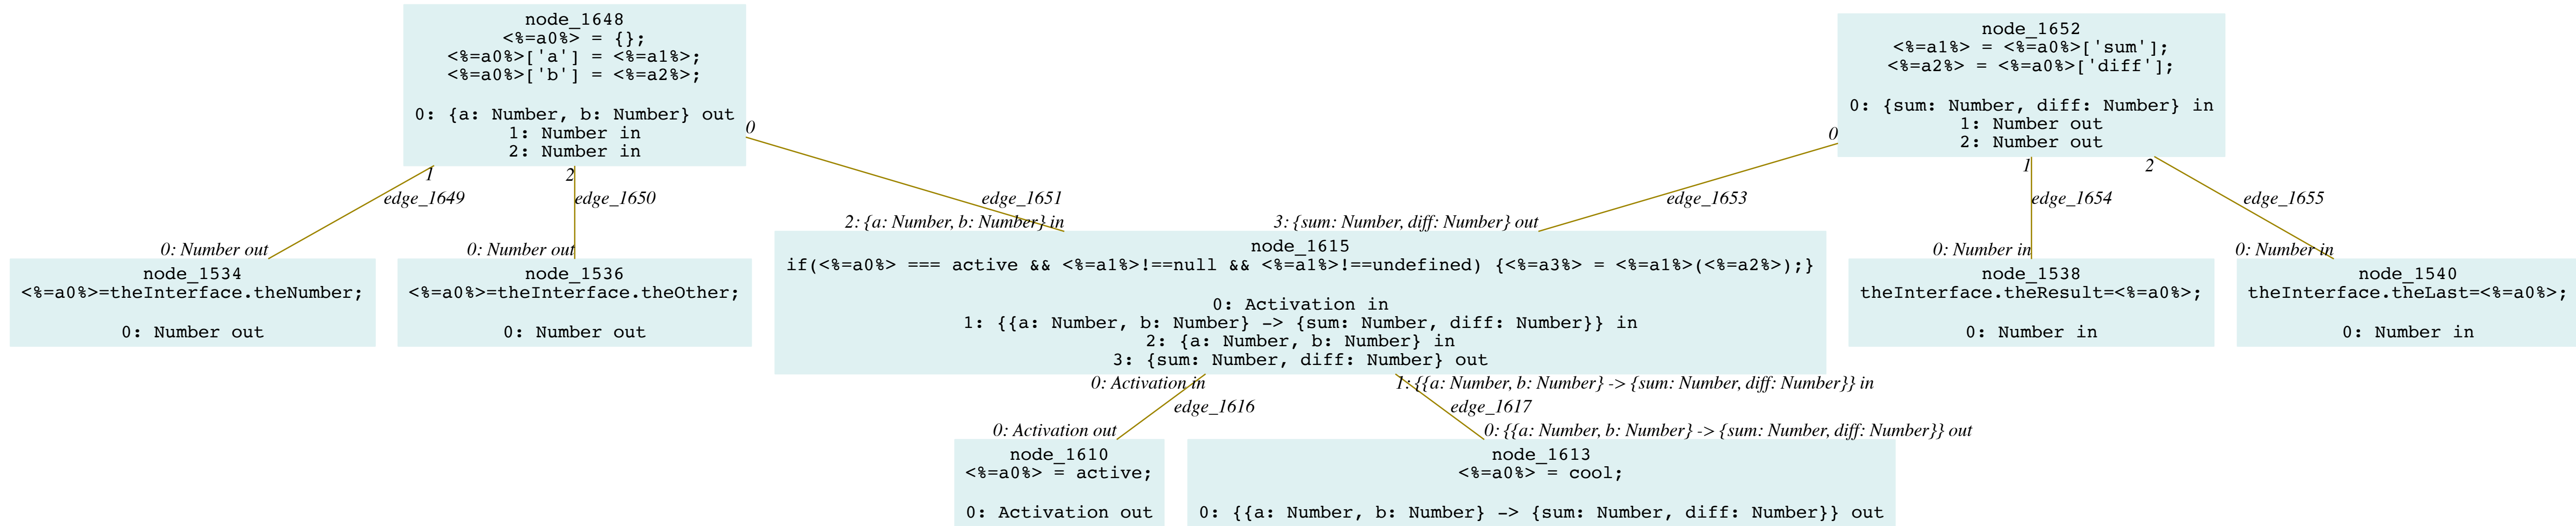 node_1648
<%=a0%> = {};
<%=a0%>['a'] = <%=a1%>;
<%=a0%>['b'] = <%=a2%>;
0: {a: Number, b: Number} out
1: Number in
2: Number in
node_1652
<%=a1%> = <%=a0%>['sum'];
<%=a2%> = <%=a0%>['diff'];
0: {sum: Number, diff: Number} in
1: Number out
2: Number out
0
0
1
2
1
2
edge_1649
edge_1650
edge_1651
edge_1653
edge_1654
edge_1655
0: Number out
0: Number out
2: {a: Number, b: Number} in
3: {sum: Number, diff: Number} out
0: Number in
0: Number in
node_1534
<%=a0%>=theInterface.theNumber;
0: Number out
node_1536
<%=a0%>=theInterface.theOther;
0: Number out
node_1615
if(<%=a0%> === active && <%=a1%>!==null && <%=a1%>!==undefined) {<%=a3%> = <%=a1%>(<%=a2%>);}
0: Activation in
1: {{a: Number, b: Number} -> {sum: Number, diff: Number}} in
2: {a: Number, b: Number} in
3: {sum: Number, diff: Number} out
node_1538
theInterface.theResult=<%=a0%>;
0: Number in
node_1540
theInterface.theLast=<%=a0%>;
0: Number in
0: Activation in
1: {{a: Number, b: Number} -> {sum: Number, diff: Number}} in
edge_1616
edge_1617
0: Activation out
0: {{a: Number, b: Number} -> {sum: Number, diff: Number}} out
node_1610
<%=a0%> = active;
0: Activation out
node_1613
<%=a0%> = cool;
0: {{a: Number, b: Number} -> {sum: Number, diff: Number}} out